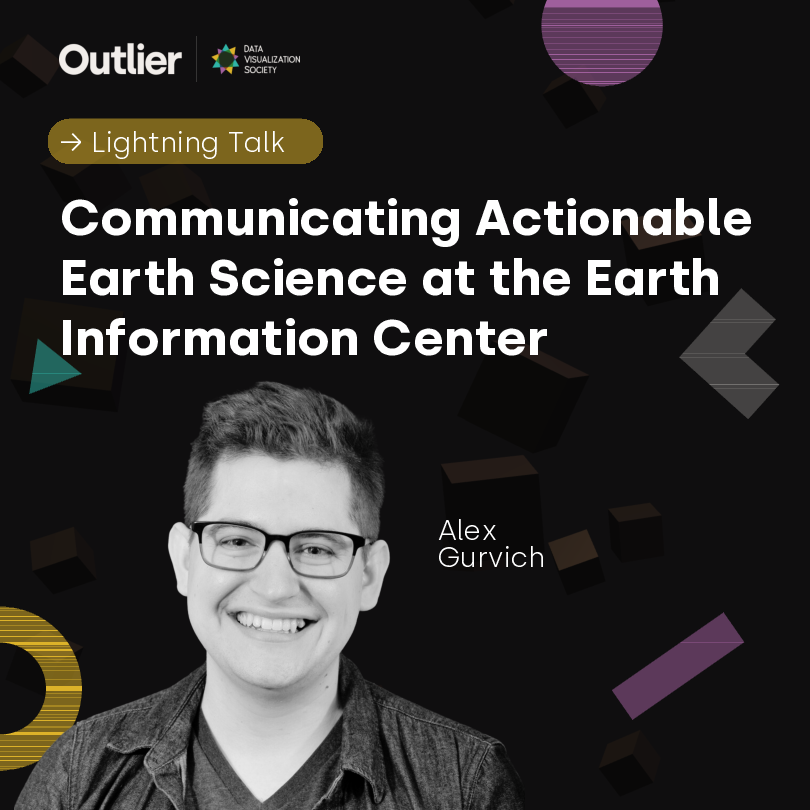 Outlier
DATA
VISUALIZATION
SOCIETY
→ Lightning Talk
Communicating Actionable
Earth Science at the Earth
Information Center
Alex
Gurvich